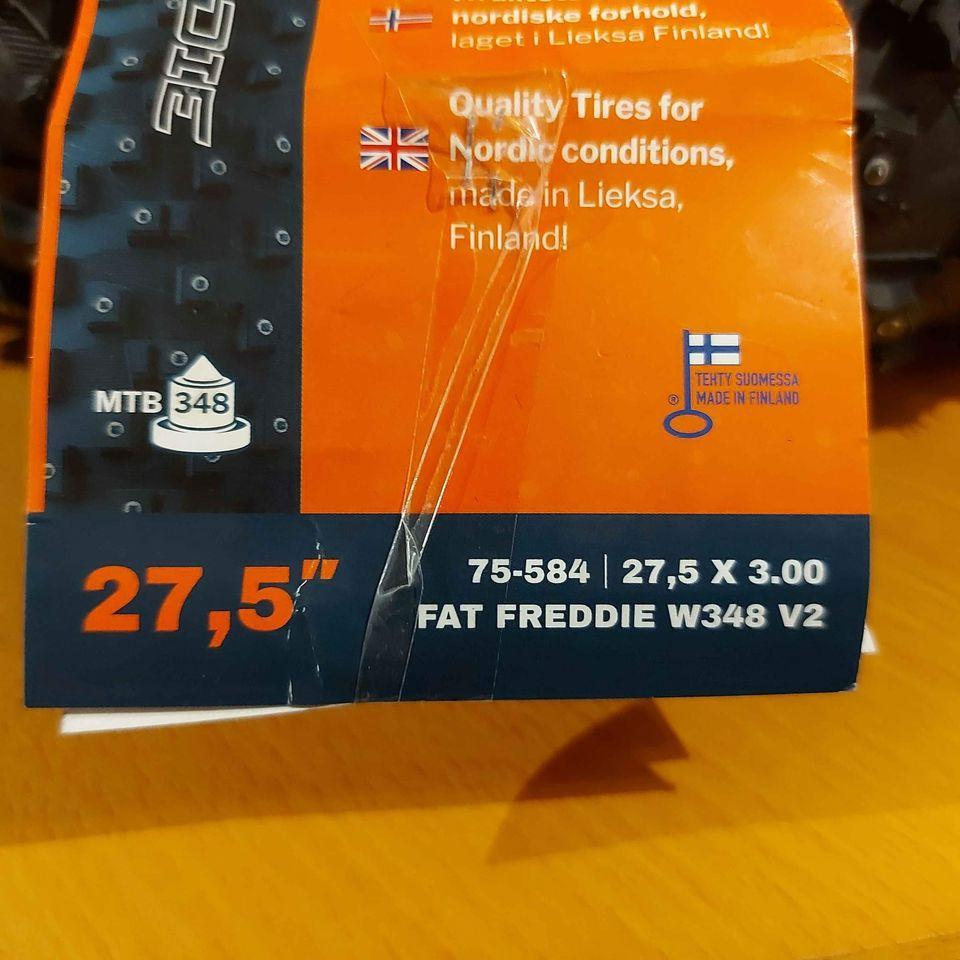 DIE
nordiske forhold,
laget i Lieksa Finland!
Quality Tires for
Nordic conditions,
made in Lieksa,
Finland!
MTB 348
TEHTY SUOMESSA
® MADE IN FINLAND
27,5"
75-584 | 27,5 X 3.00
FAT FREDDIE W348 V2